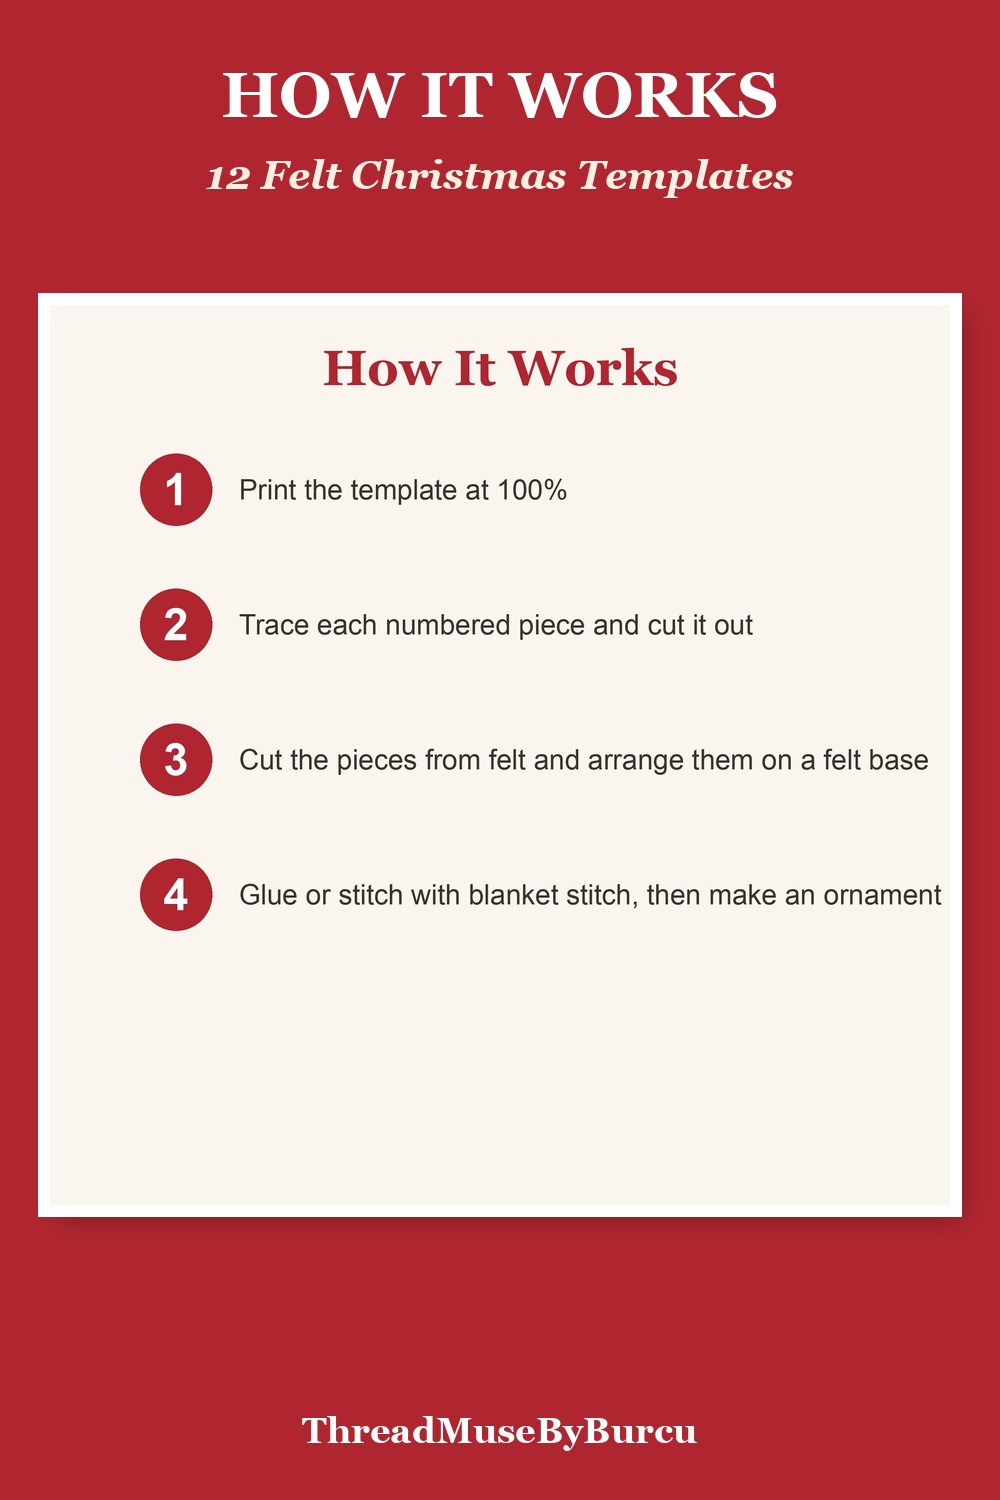 HOW IT WORKS
12 Felt Christmas Templates
How It Works
1 Print the template at 100%
2 Trace each numbered piece and cut it out
3 Cut the pieces from felt and arrange them on a felt base
4 Glue or stitch with blanket stitch, then make an ornament
ThreadMuseByBurcu